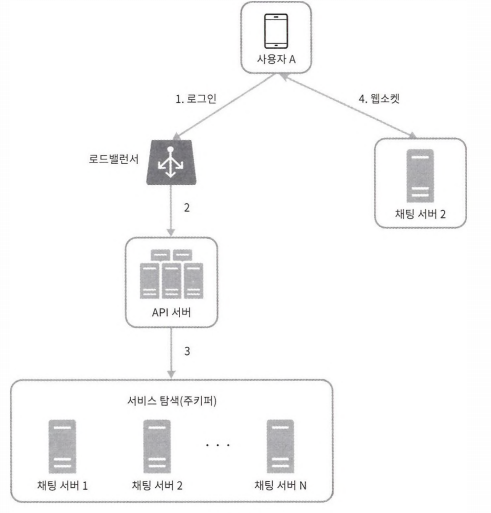 사용자 A
1. 로그인
4. 웹소켓
로드밸런서
채팅 서버 2
2
API 서버
3
서비스 탐색(주키퍼)
. . .
채팅 서버 1
채팅 서버 2
채팅 서버 N